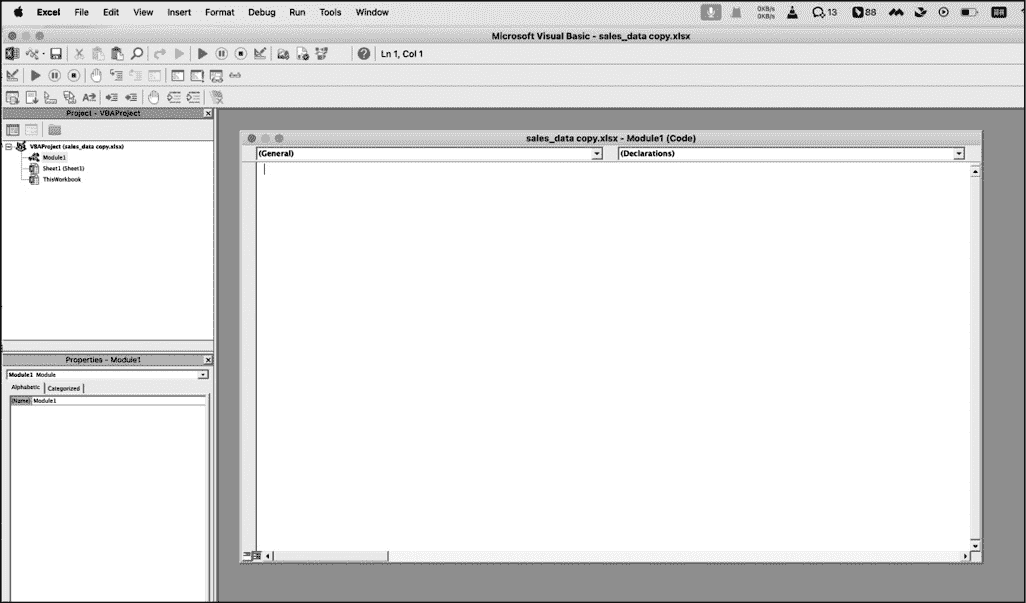 Excel File Edit View Insert Format Debug Run Tools Window 0KB/s 0KB/s 13 88
Microsoft Visual Basic - sales_data copy.xlsx
Ln 1, Col 1
Project - VBAProject
VBAProject (sales_data copy.xlsx)
Module1
Sheet1 (Sheet1)
ThisWorkbook
sales_data copy.xlsx - Module1 (Code)
(General) (Declarations)
Properties - Module1
Module1 Module
Alphabetic Categorized
(Name) Module1